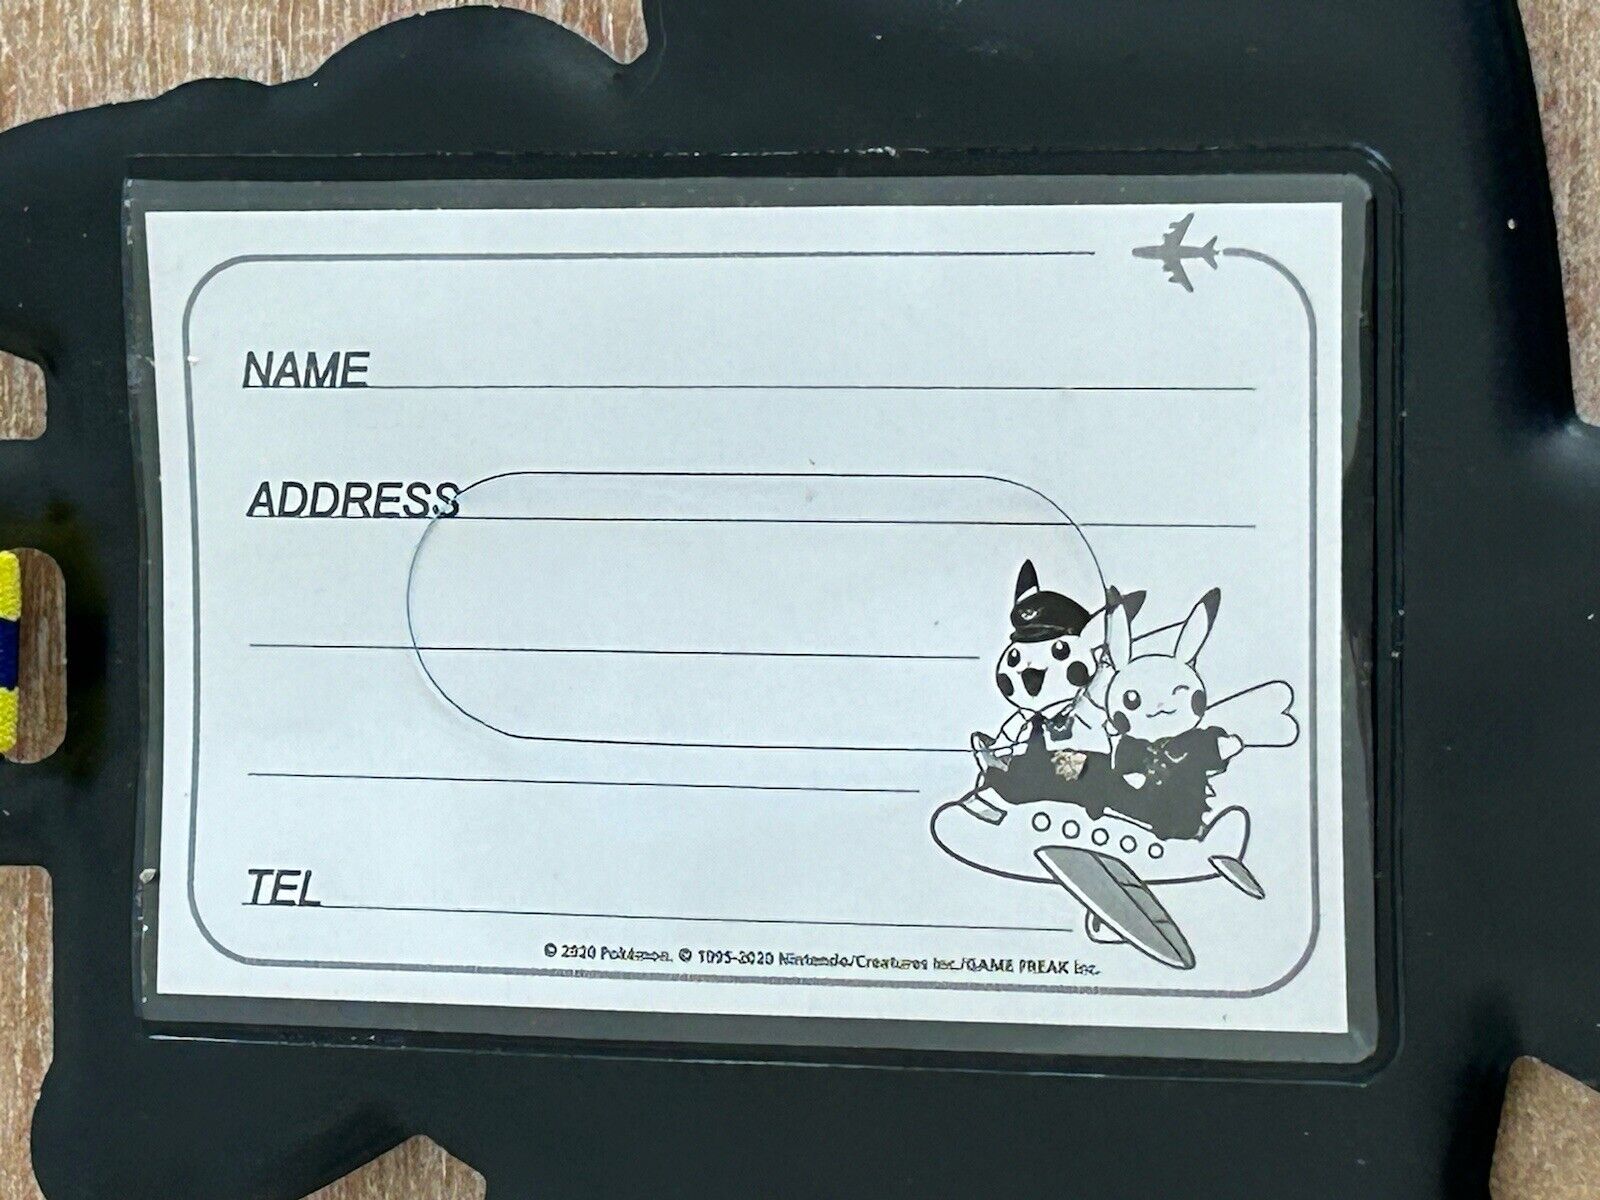 NAME
ADDRESS
TEL
© 2020 Pokémon. © 1995-2020 Nintendo/Creatures Inc./GAME FREAK Inc.